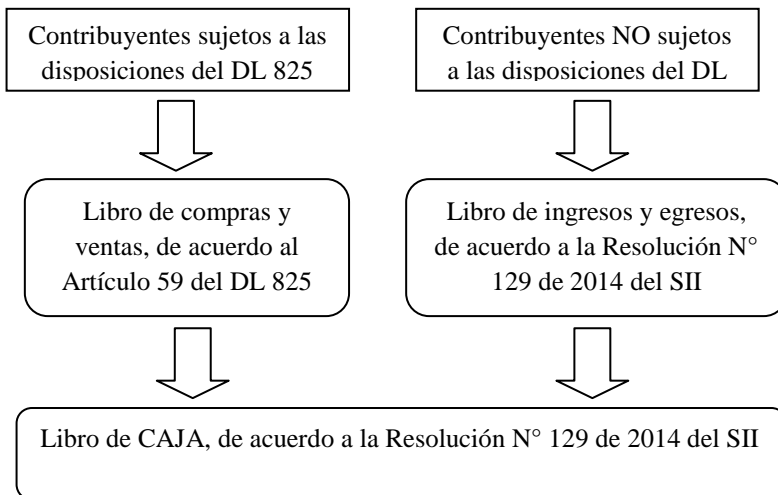 Contribuyentes sujetos a las
disposiciones del DL 825
Contribuyentes NO sujetos
a las disposiciones del DL
Libro de compras y
ventas, de acuerdo al
Artículo 59 del DL 825
Libro de ingresos y egresos,
de acuerdo a la Resolución N°
129 de 2014 del SII
Libro de CAJA, de acuerdo a la Resolución N° 129 de 2014 del SII